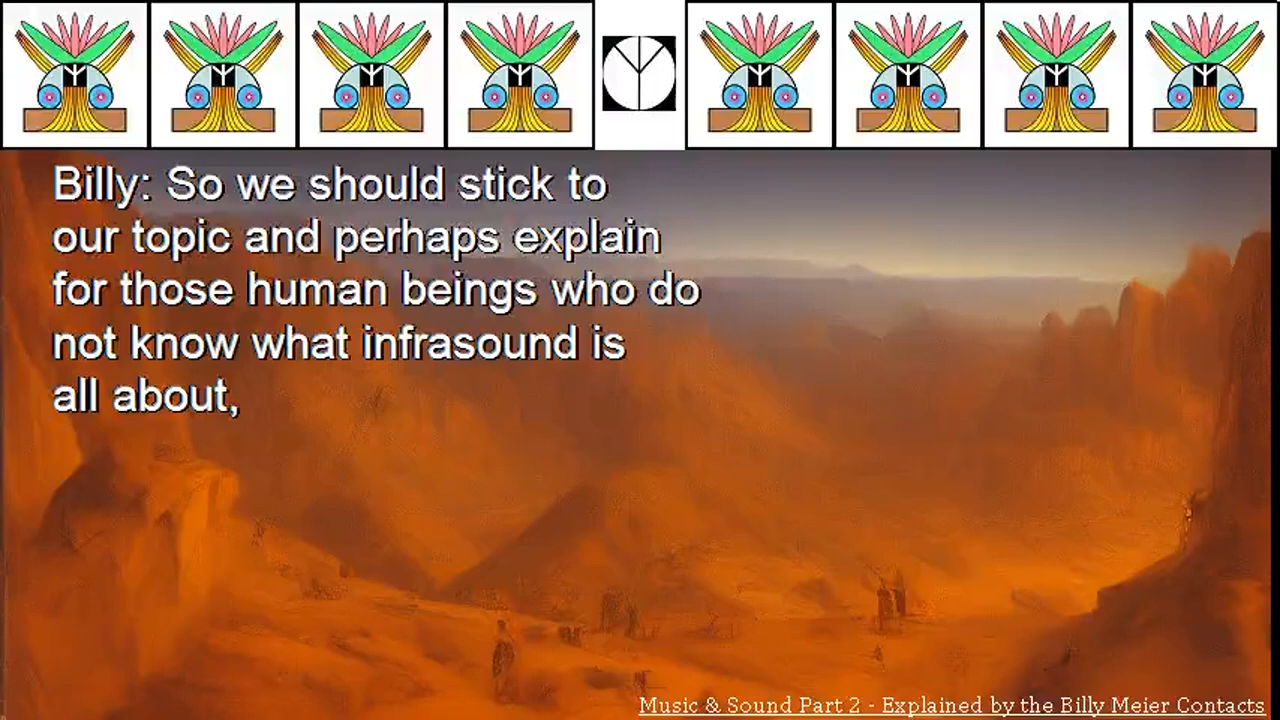 Billy: So we should stick to
our topic and perhaps explain
for those human beings who do
not know what infrasound is
all about,
Music & Sound Part 2 - Explained by the Billy Meier Contacts